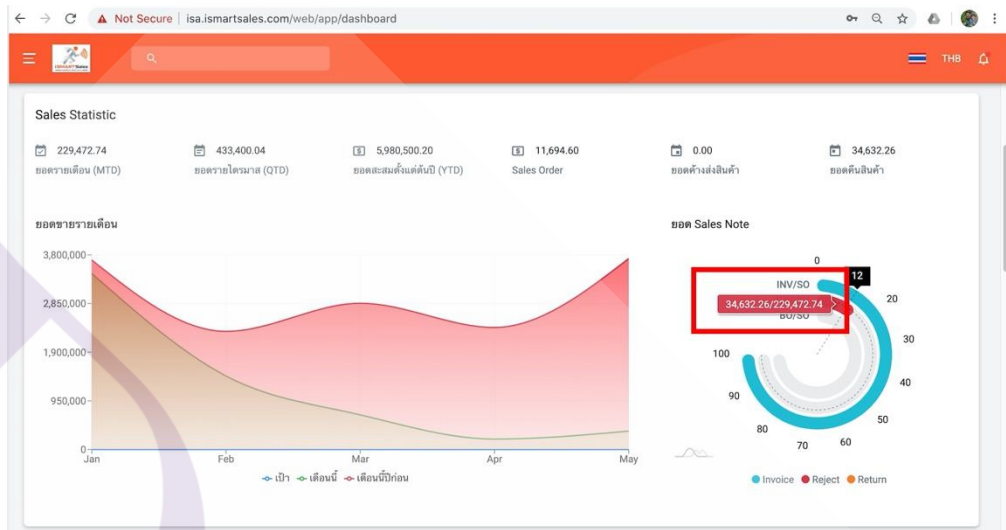 Not Secure | isa.ismartsales.com/web/app/dashboard
THB
Sales Statistic
229,472.74
ยอดรายเดือน (MTD)
433,400.04
ยอดรายไตรมาส (QTD)
5,980,500.20
ยอดสะสมตั้งแต่ต้นปี (YTD)
11,694.60
Sales Order
0.00
ยอดค้างส่งสินค้า
34,632.26
ยอดคืนสินค้า
ยอดขายรายเดือน
3,800,000
2,850,000
1,900,000
950,000
0
Jan Feb Mar Apr May
เป้า เดือนนี้ เดือนนี้ปีก่อน
ยอด Sales Note
0
12
INV/SO
34,632.26/229,472.74
BO/SO
20
30
40
50
60
70
80
90
100
Invoice Reject Return